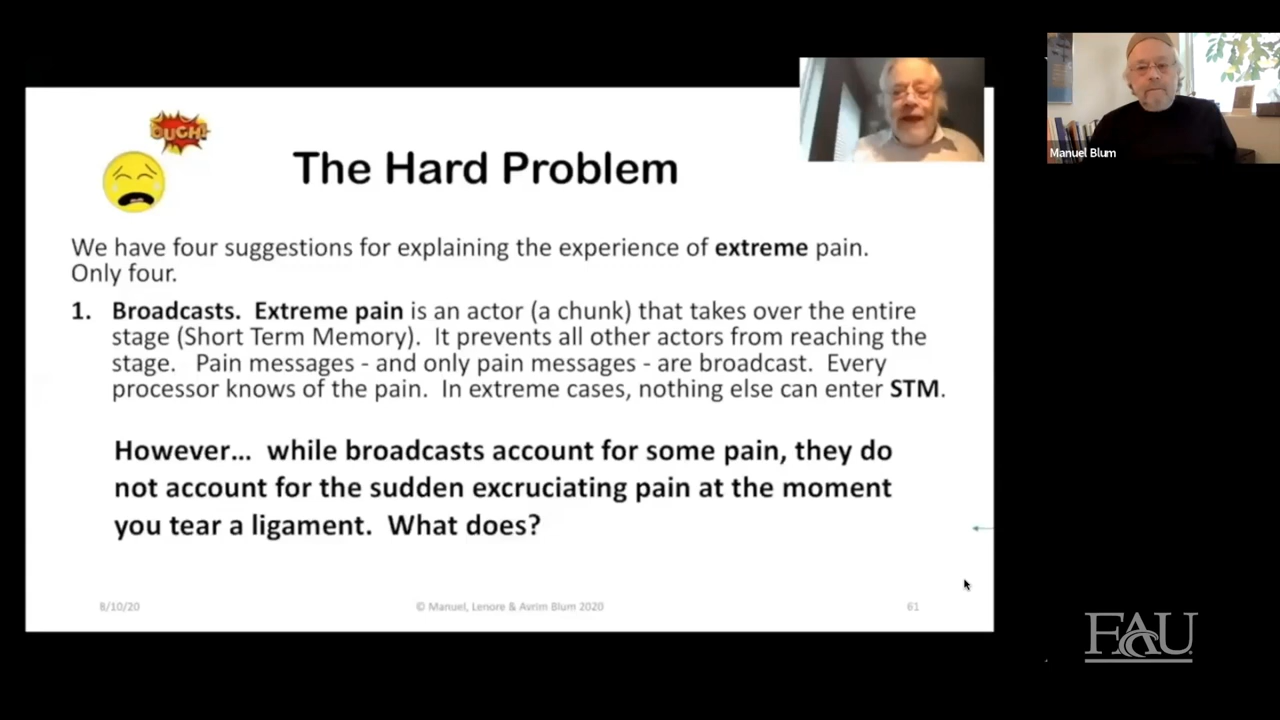 OUCH!
The Hard Problem
Manuel Blum
We have four suggestions for explaining the experience of extreme pain.
Only four.
1. Broadcasts. Extreme pain is an actor (a chunk) that takes over the entire
stage (Short Term Memory). It prevents all other actors from reaching the
stage. Pain messages - and only pain messages - are broadcast. Every
processor knows of the pain. In extreme cases, nothing else can enter STM.
However... while broadcasts account for some pain, they do
not account for the sudden excruciating pain at the moment
you tear a ligament. What does?
8/10/20
© Manuel, Lenore & Avrim Blum 2020
61
FAU